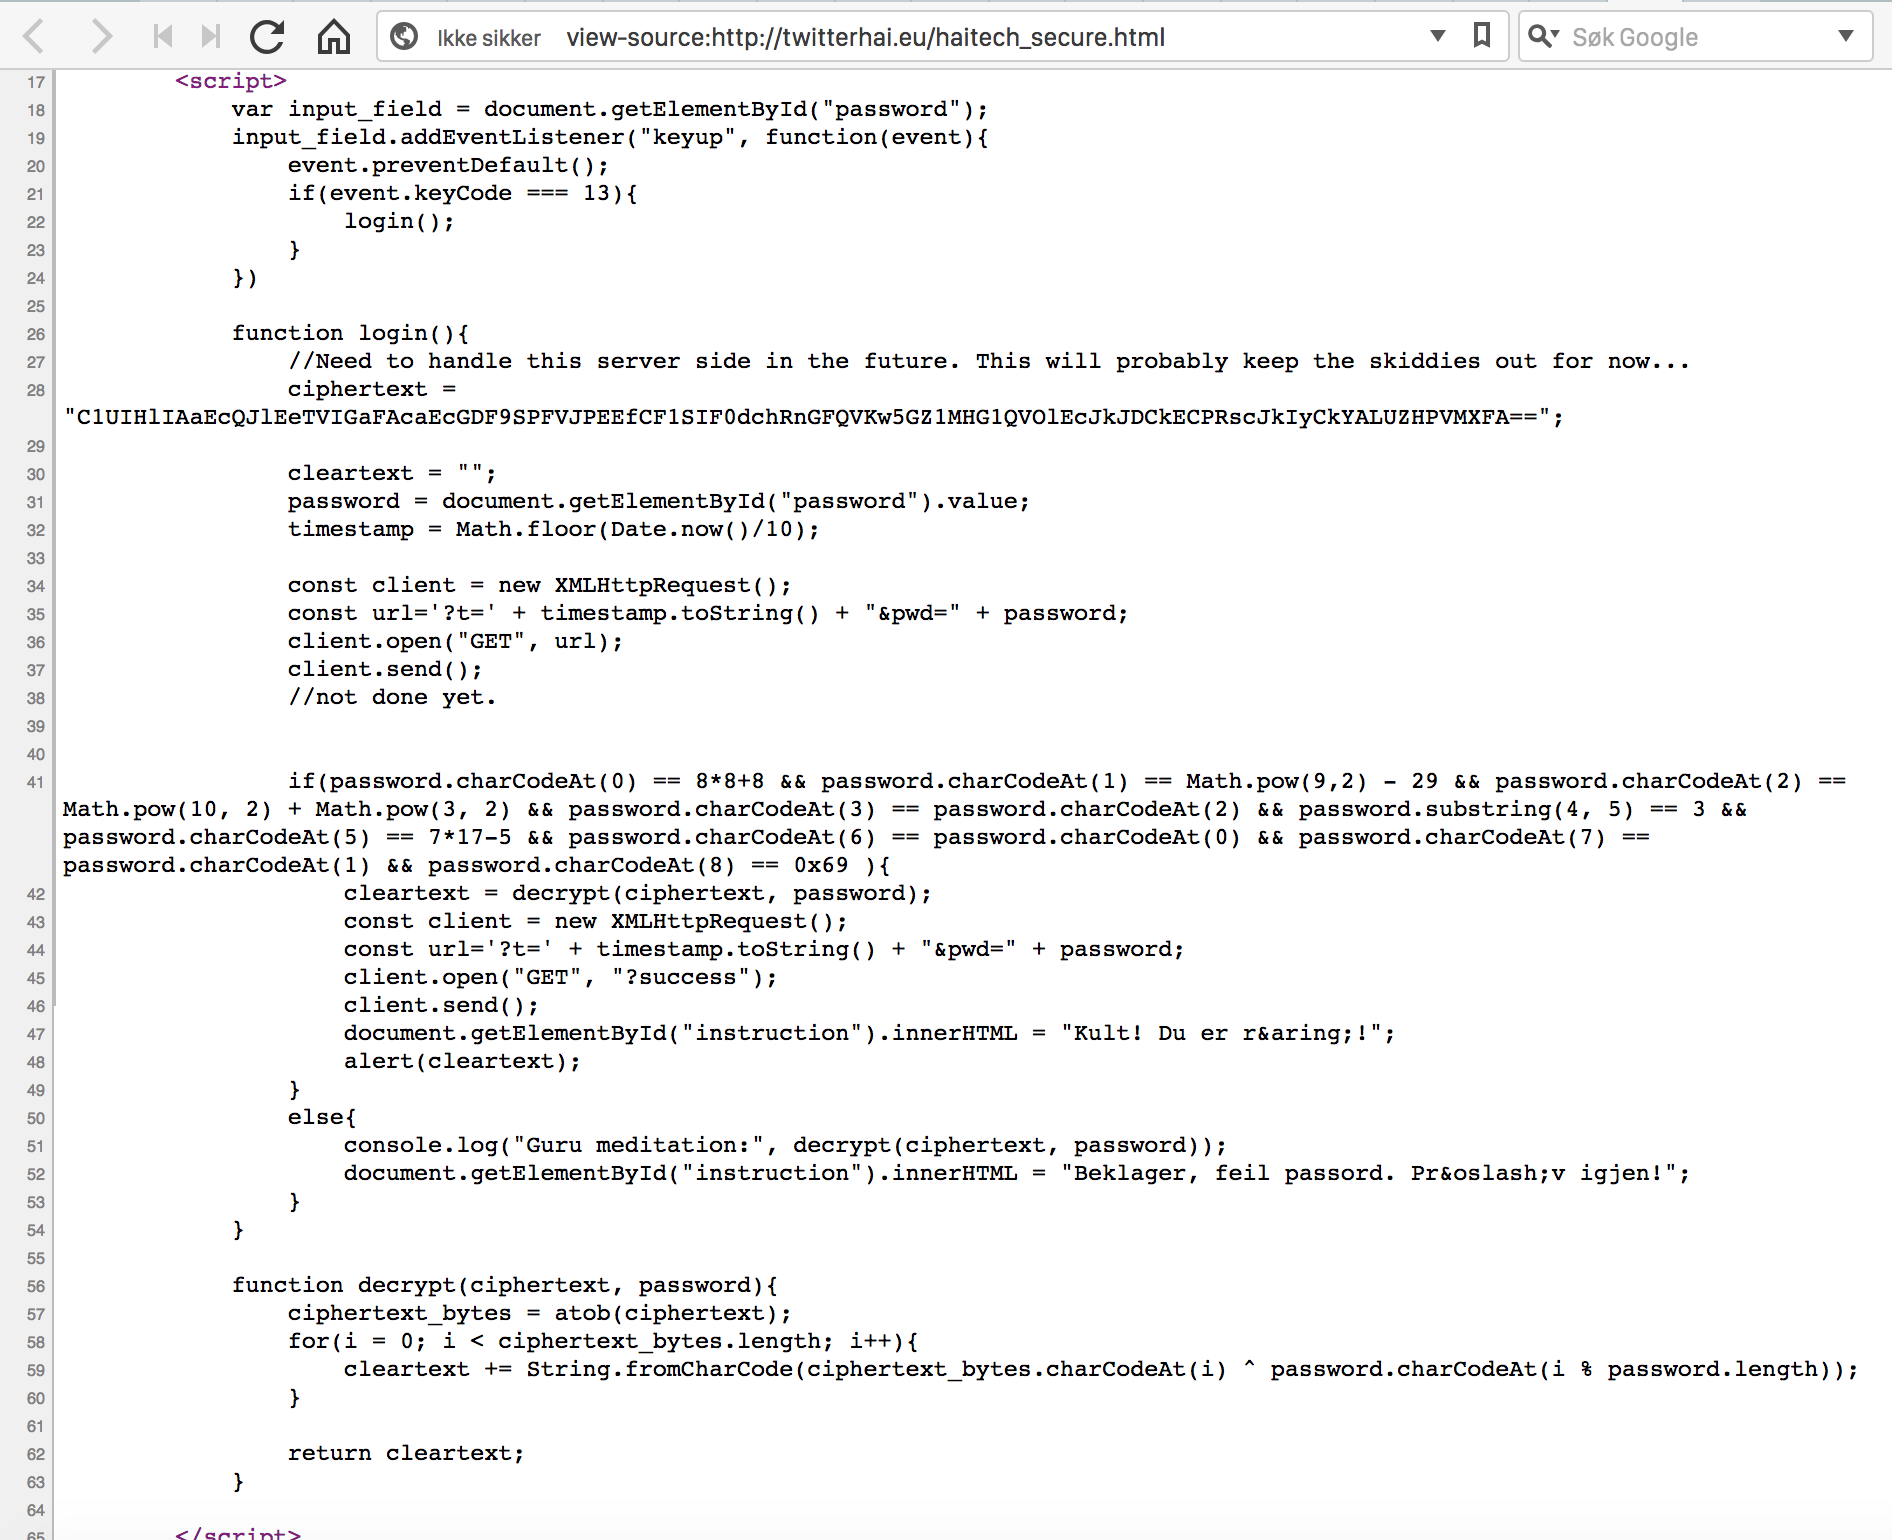 Ikke sikker view-source:http://twitterhai.eu/haitech_secure.html Søk Google
17 <script>
18 var input_field = document.getElementById("password");
19 input_field.addEventListener("keyup", function(event){
20 event.preventDefault();
21 if(event.keyCode === 13){
22 login();
23 }
24 })
25
26 function login(){
27 //Need to handle this server side in the future. This will probably keep the skiddies out for now...
28 ciphertext =
"C1UIHlIAaEcQJlEeTVIGaFAcaEcGDF9SPFVJPEEfCF1SIF0dchRnGFQVKw5GZ1MHG1QVOlEcJkJDCkECPRscJkIyCkYALUZHPVMXFA==";
29
30 cleartext = "";
31 password = document.getElementById("password").value;
32 timestamp = Math.floor(Date.now()/10);
33
34 const client = new XMLHttpRequest();
35 const url='?t=' + timestamp.toString() + "&pwd=" + password;
36 client.open("GET", url);
37 client.send();
38 //not done yet.
39
40
41 if(password.charCodeAt(0) == 8*8+8 && password.charCodeAt(1) == Math.pow(9,2) - 29 && password.charCodeAt(2) ==
Math.pow(10, 2) + Math.pow(3, 2) && password.charCodeAt(3) == password.charCodeAt(2) && password.substring(4, 5) == 3 &&
password.charCodeAt(5) == 7*17-5 && password.charCodeAt(6) == password.charCodeAt(0) && password.charCodeAt(7) ==
password.charCodeAt(1) && password.charCodeAt(8) == 0x69 ){
42 cleartext = decrypt(ciphertext, password);
43 const client = new XMLHttpRequest();
44 const url='?t=' + timestamp.toString() + "&pwd=" + password;
45 client.open("GET", "?success");
46 client.send();
47 document.getElementById("instruction").innerHTML = "Kult! Du er r&aring;!";
48 alert(cleartext);
49 }
50 else{
51 console.log("Guru meditation:", decrypt(ciphertext, password));
52 document.getElementById("instruction").innerHTML = "Beklager, feil passord. Pr&oslash;v igjen!";
53 }
54 }
55
56 function decrypt(ciphertext, password){
57 ciphertext_bytes = atob(ciphertext);
58 for(i = 0; i < ciphertext_bytes.length; i++){
59 cleartext += String.fromCharCode(ciphertext_bytes.charCodeAt(i) ^ password.charCodeAt(i % password.length));
60 }
61
62 return cleartext;
63 }
64
65 </script>